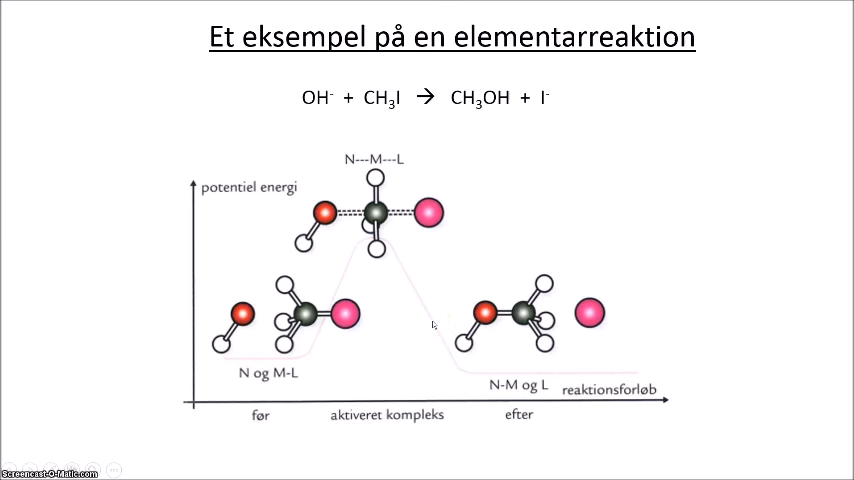 Et eksempel på en elementarreaktion
OH⁻ + CH₃I → CH₃OH + I⁻
N---M---L
potentiel energi
N og M-L
N-M og L
reaktionsforløb
før
aktiveret kompleks
efter
Screencast-O-Matic.com